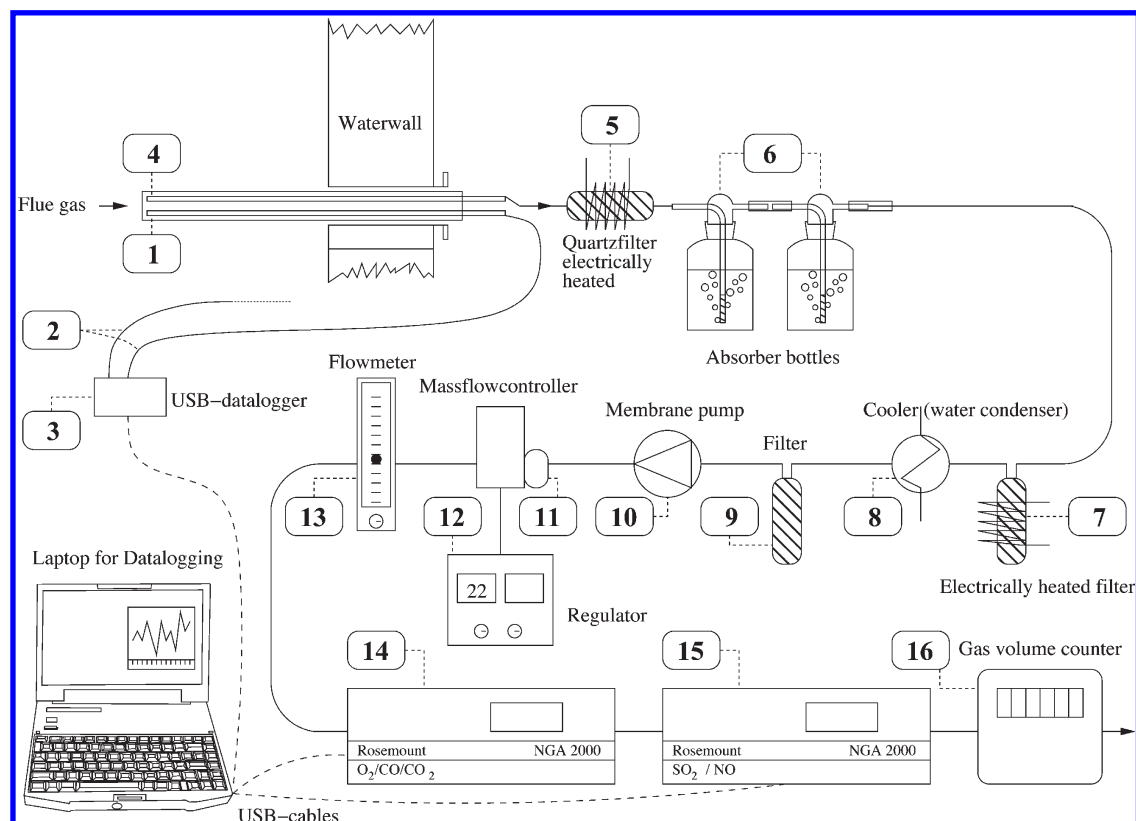 Waterwall
5
6
4
Flue gas
1
Quartzfilter
electrically
heated
2
Absorber bottles
Flowmeter
Massflowcontroller
USB−datalogger
3
Membrane pump
Cooler (water condenser)
Filter
13
12
11
10
9
8
7
Laptop for Datalogging
22
Regulator
Electrically heated filter
14
15
16
Gas volume counter
Rosemount NGA 2000
O2/CO/CO2
Rosemount NGA 2000
SO2 / NO
USB−cables